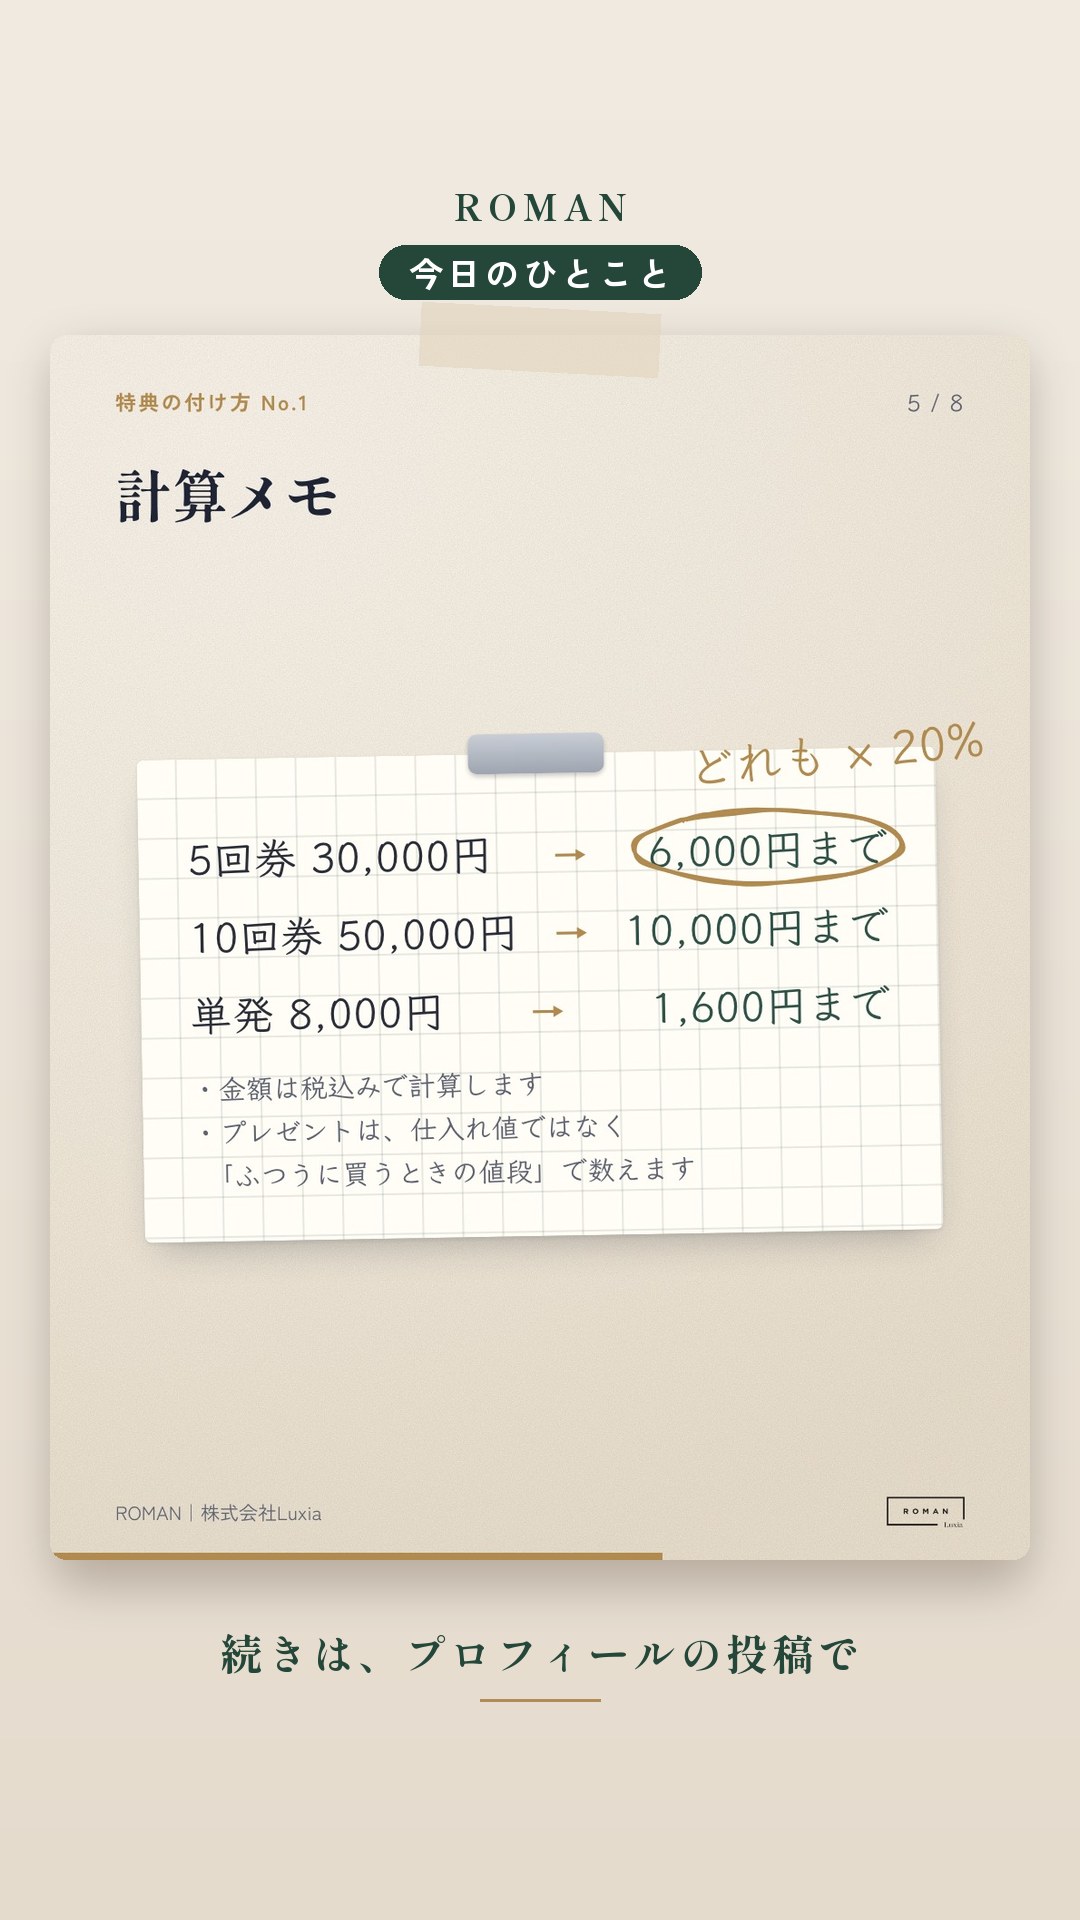 ROMAN
今日のひとこと
特典の付け方 No.1
5 / 8
計算メモ
どれも × 20%
5回券 30,000円 → 6,000円まで
10回券 50,000円 → 10,000円まで
単発 8,000円 → 1,600円まで
・金額は税込みで計算します
・プレゼントは、仕入れ値ではなく
「ふつうに買うときの値段」で数えます
ROMAN｜株式会社Luxia
ROMAN
Luxia
続きは、プロフィールの投稿で